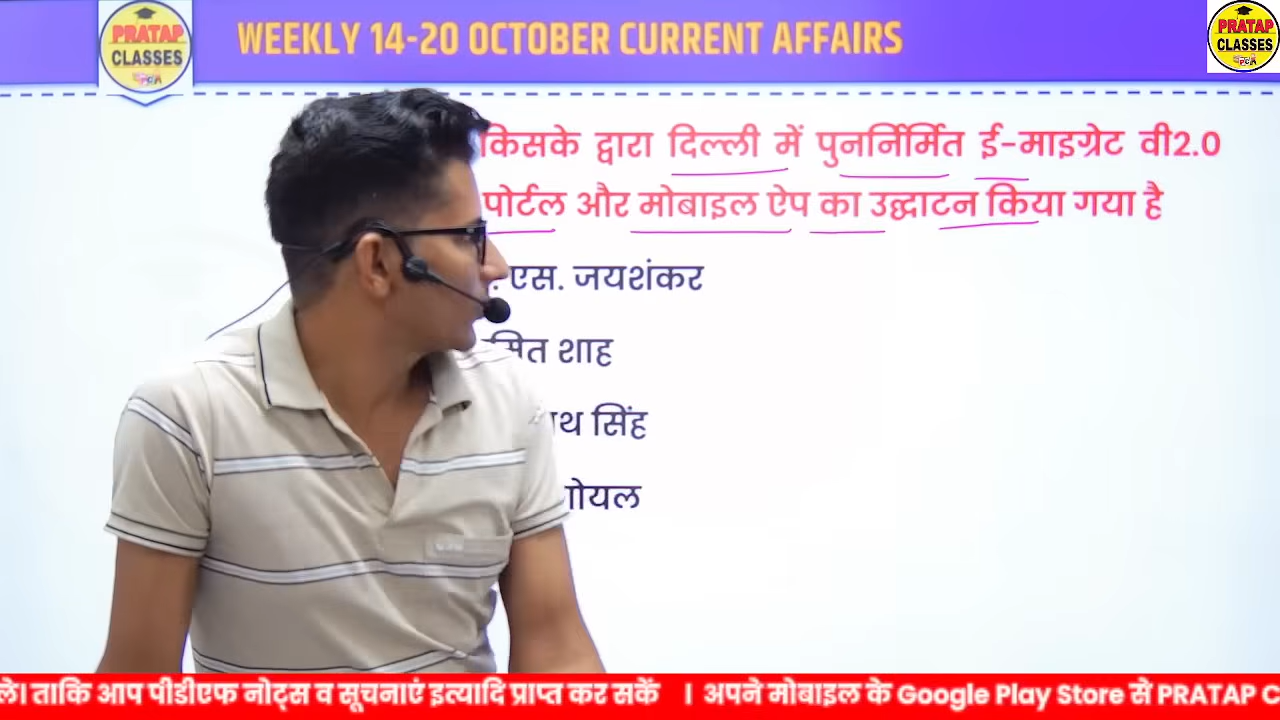 PRATAP
CLASSES
WEEKLY 14-20 OCTOBER CURRENT AFFAIRS
PRATAP
CLASSES
किसके द्वारा दिल्ली में पुनर्निर्मित ई-माइग्रेट वी2.0
पोर्टल और मोबाइल ऐप का उद्घाटन किया गया है
एस. जयशंकर
शाह
सिंह
गोयल
ले। ताकि आप पीडीएफ नोट्स व सूचनाएं इत्यादि प्राप्त कर सकें । अपने मोबाइल के Google Play Store से PRATAP C